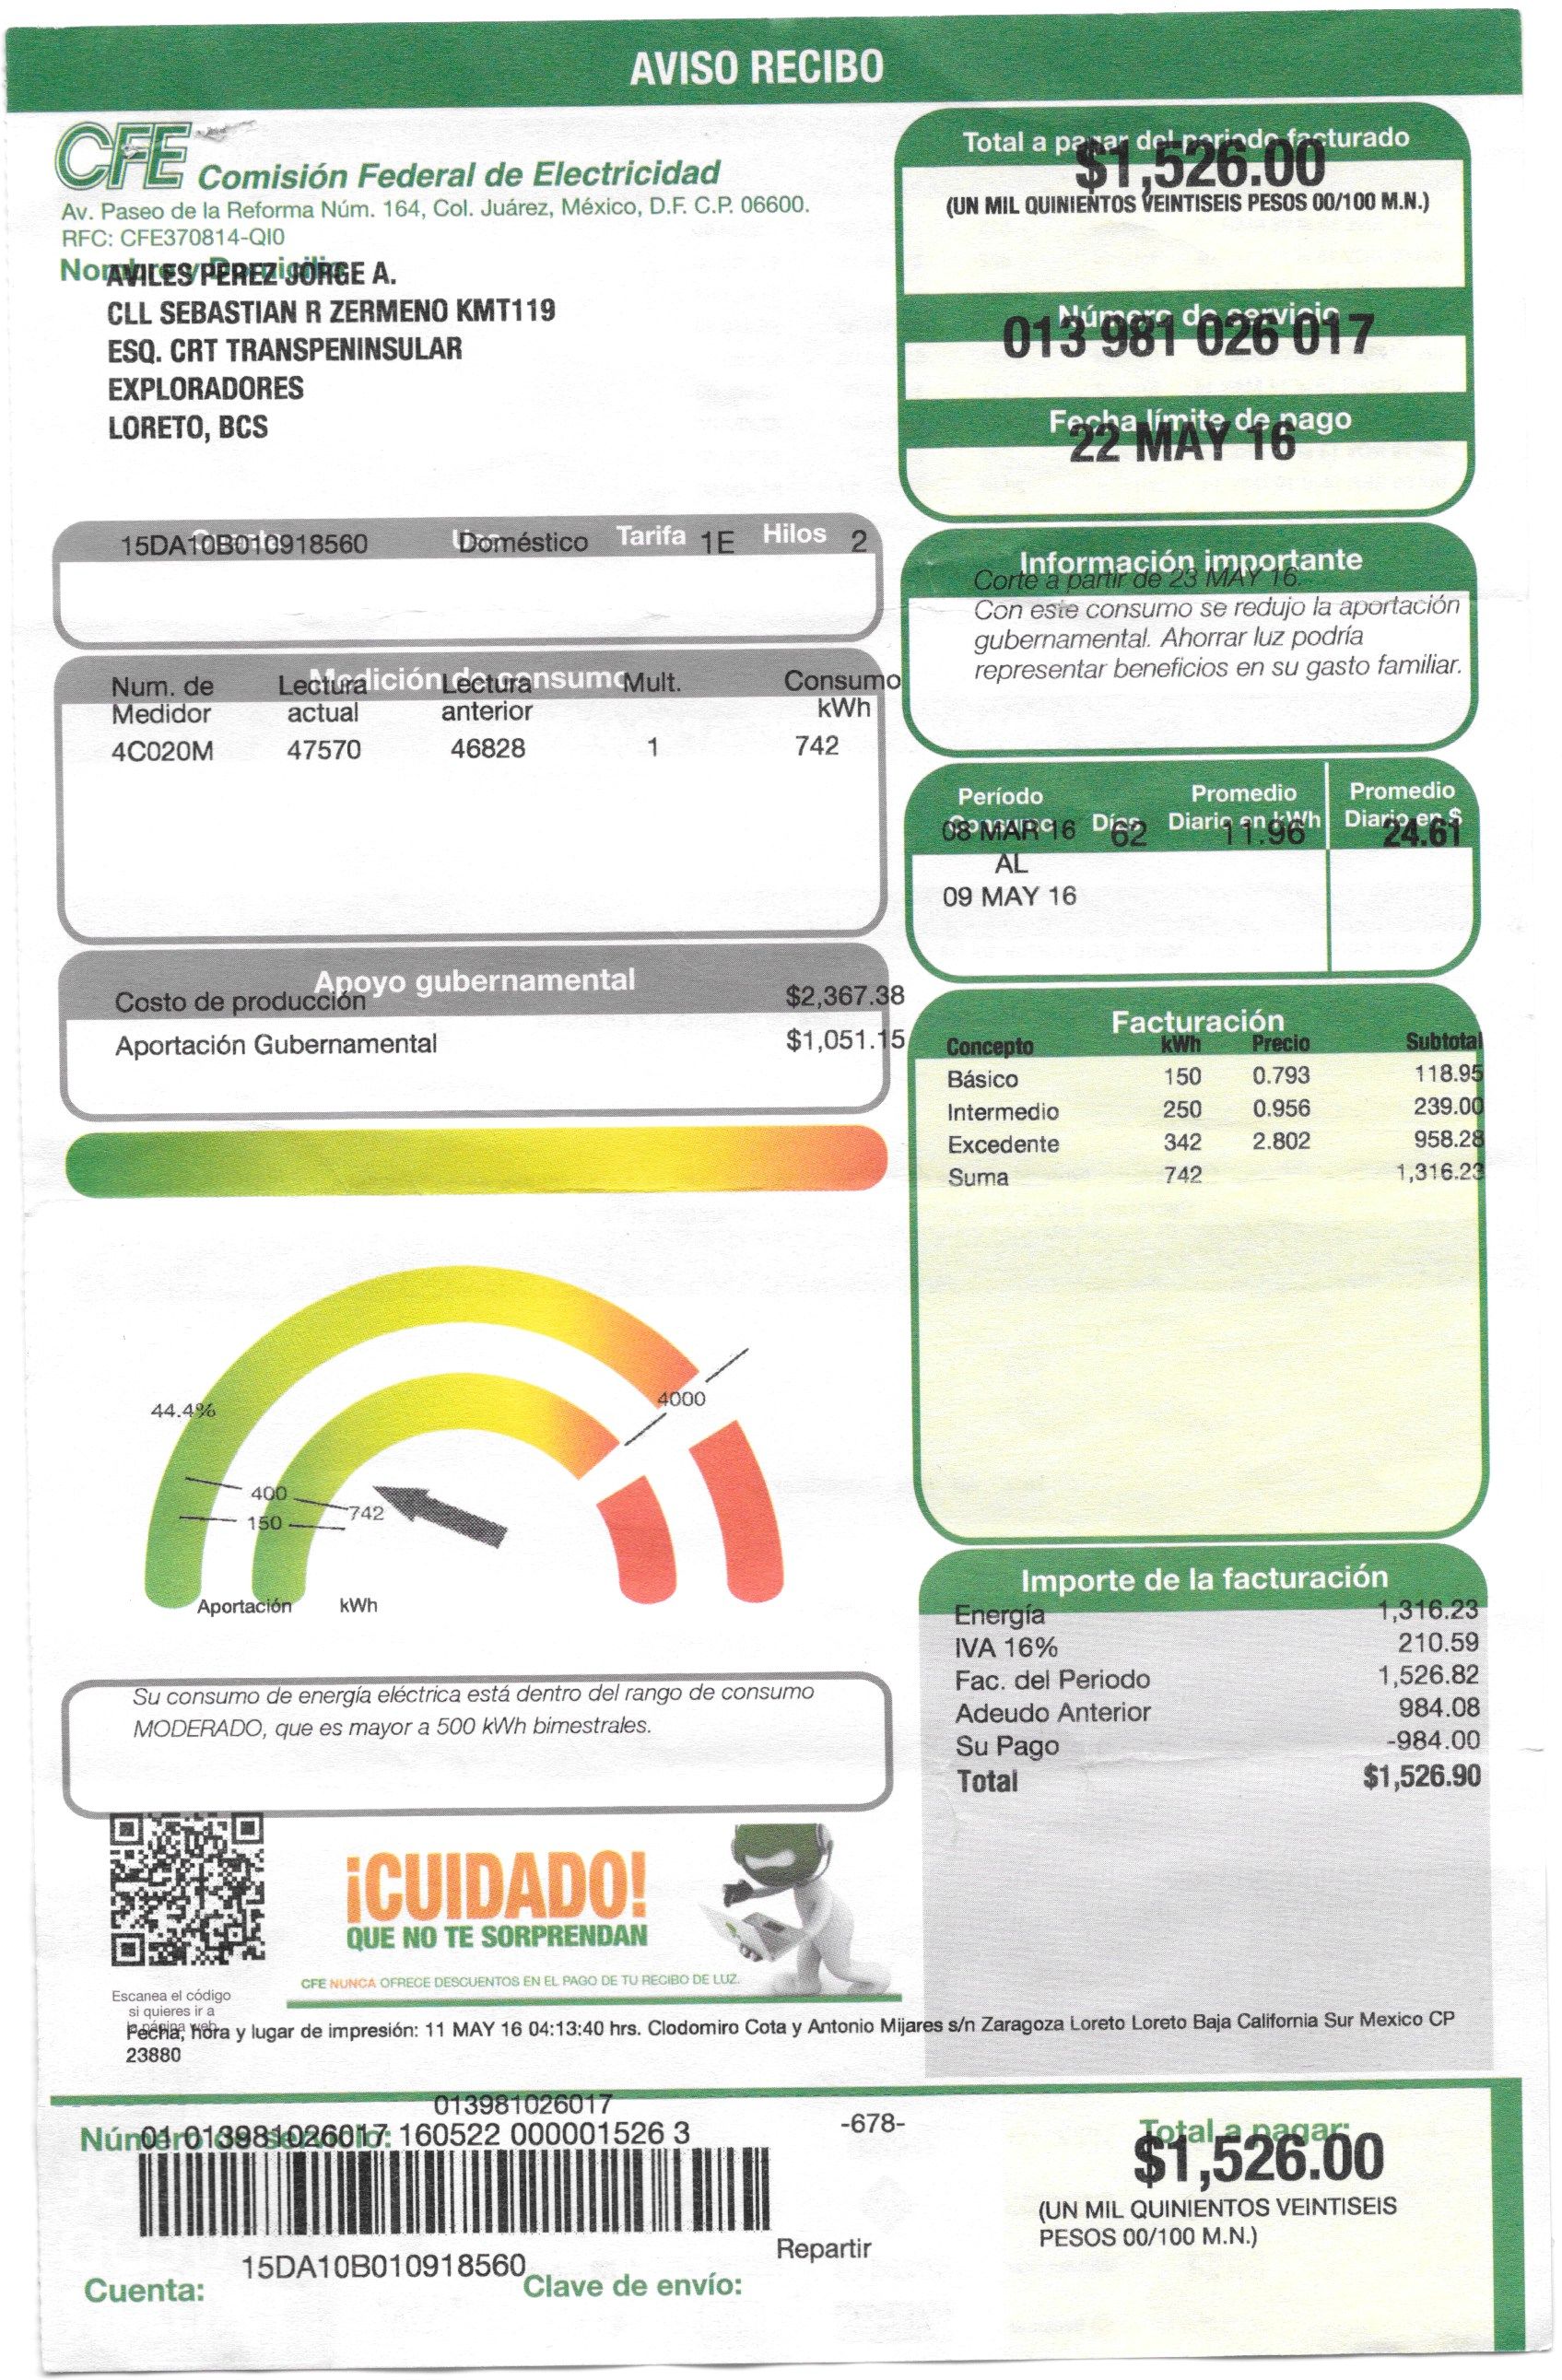 AVISO RECIBO
CFE Comisión Federal de Electricidad
Av. Paseo de la Reforma Núm. 164, Col. Juárez, México, D.F. C.P. 06600.
RFC: CFE370814-QI0
Nombre y Domicilio
AVILES PEREZ JORGE A.
CLL SEBASTIAN R ZERMENO KMT119
ESQ. CRT TRANSPENINSULAR
EXPLORADORES
LORETO, BCS
Total a pagar del periodo facturado
$1,526.00
(UN MIL QUINIENTOS VEINTISEIS PESOS 00/100 M.N.)
Número de servicio
013 981 026 017
Fecha límite de pago
22 MAY 16
Cuenta Uso Tarifa Hilos
15DA10B010918560 Doméstico 1E 2
Información importante
Corte a partir de 23 MAY 16.
Con este consumo se redujo la aportación
gubernamental. Ahorrar luz podría
representar beneficios en su gasto familiar.
Medición de consumo
Num. de Lectura Lectura Mult. Consumo
Medidor actual anterior kWh
4C020M 47570 46828 1 742
Período Promedio Promedio
Consumo Días Diario en kWh Diario en $
08 MAR 16 62 11.96 24.61
AL
09 MAY 16
Apoyo gubernamental
Costo de producción $2,367.38
Aportación Gubernamental $1,051.15
Facturación
Concepto kWh Precio Subtotal
Básico 150 0.793 118.95
Intermedio 250 0.956 239.00
Excedente 342 2.802 958.28
Suma 742 1,316.23
4000
44.4%
400
742
150
Aportación kWh
Importe de la facturación
Energía 1,316.23
IVA 16% 210.59
Fac. del Periodo 1,526.82
Adeudo Anterior 984.08
Su Pago -984.00
Total $1,526.90
Su consumo de energía eléctrica está dentro del rango de consumo
MODERADO, que es mayor a 500 kWh bimestrales.
¡CUIDADO!
QUE NO TE SORPRENDAN
CFE NUNCA OFRECE DESCUENTOS EN EL PAGO DE TU RECIBO DE LUZ.
Escanea el código
si quieres ir a
la página web
Fecha, hora y lugar de impresión: 11 MAY 16 04:13:40 hrs. Clodomiro Cota y Antonio Mijares s/n Zaragoza Loreto Loreto Baja California Sur Mexico CP
23880
013981026017
Número de servicio:
01 013981026017 160522 000001526 3
-678-
Total a pagar:
$1,526.00
(UN MIL QUINIENTOS VEINTISEIS
PESOS 00/100 M.N.)
Repartir
15DA10B010918560
Cuenta: Clave de envío: